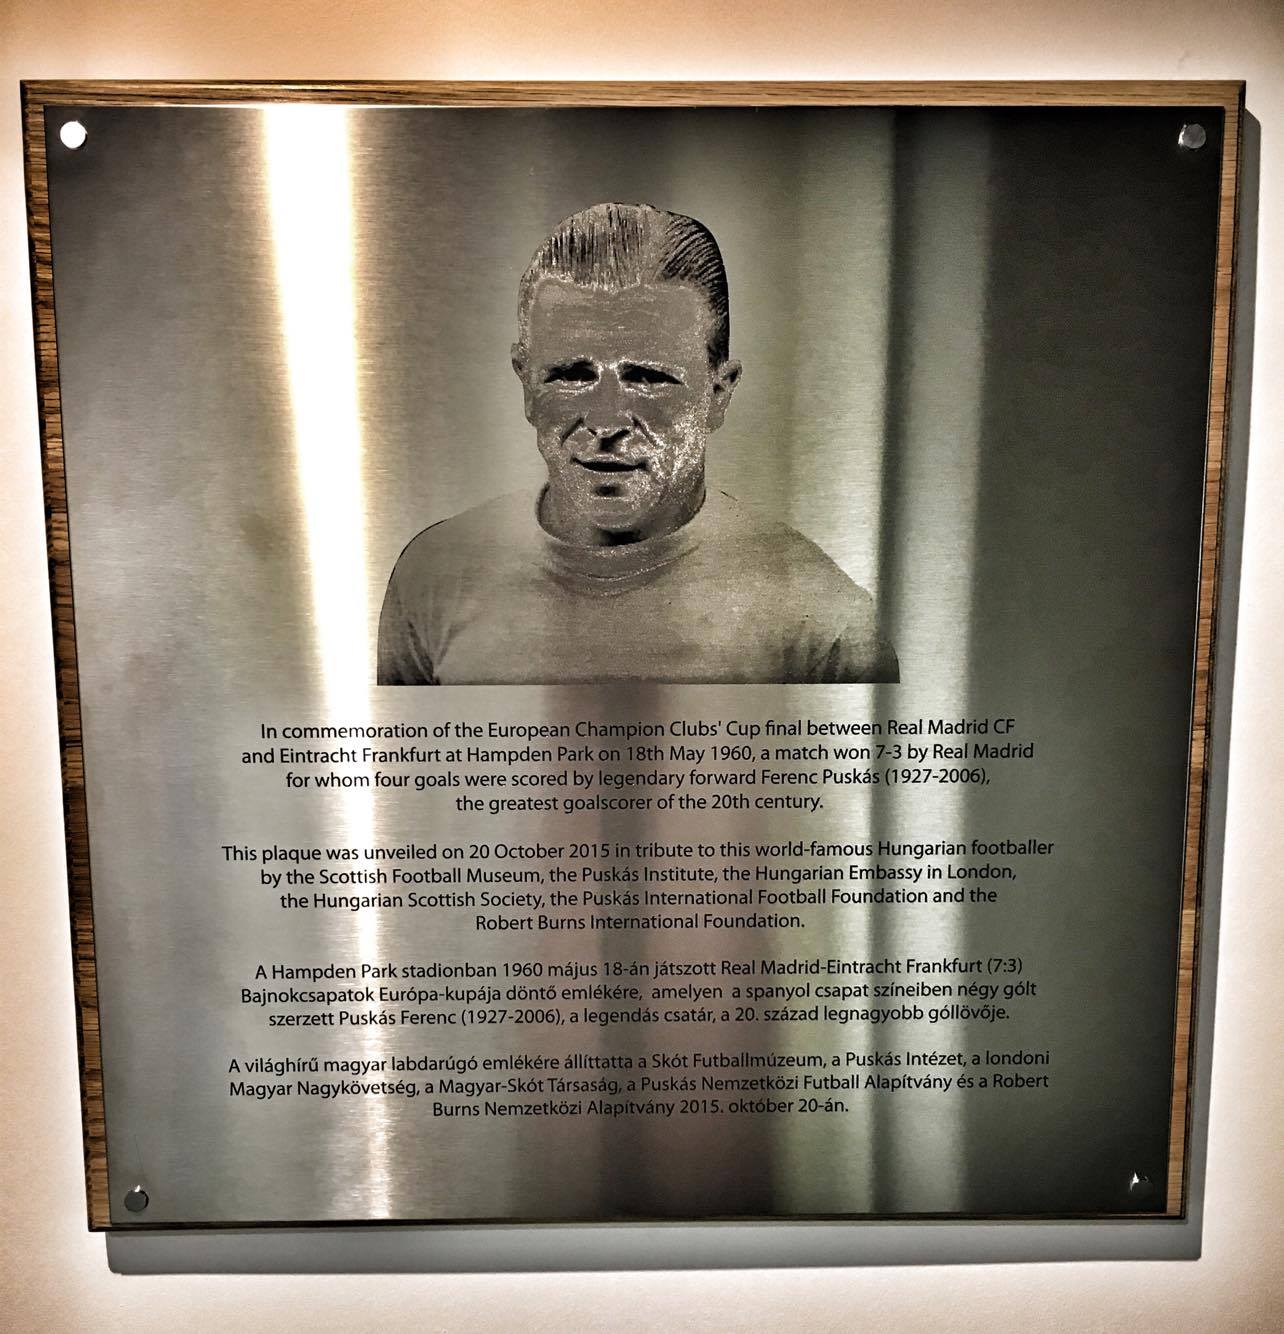 In commemoration of the European Champion Clubs' Cup final between Real Madrid CF
and Eintracht Frankfurt at Hampden Park on 18th May 1960, a match won 7-3 by Real Madrid
for whom four goals were scored by legendary forward Ferenc Puskás (1927-2006),
the greatest goalscorer of the 20th century.
This plaque was unveiled on 20 October 2015 in tribute to this world-famous Hungarian footballer
by the Scottish Football Museum, the Puskás Institute, the Hungarian Embassy in London,
the Hungarian Scottish Society, the Puskás International Football Foundation and the
Robert Burns International Foundation.
A Hampden Park stadionban 1960 május 18-án játszott Real Madrid-Eintracht Frankfurt (7:3)
Bajnokcsapatok Európa-kupája döntő emlékére, amelyen a spanyol csapat színeiben négy gólt
szerzett Puskás Ferenc (1927-2006), a legendás csatár, a 20. század legnagyobb góllövője.
A világhírű magyar labdarúgó emlékére állíttatta a Skót Futballmúzeum, a Puskás Intézet, a londoni
Magyar Nagykövetség, a Magyar-Skót Társaság, a Puskás Nemzetközi Futball Alapítvány és a Robert
Burns Nemzetközi Alapítvány 2015. október 20-án.